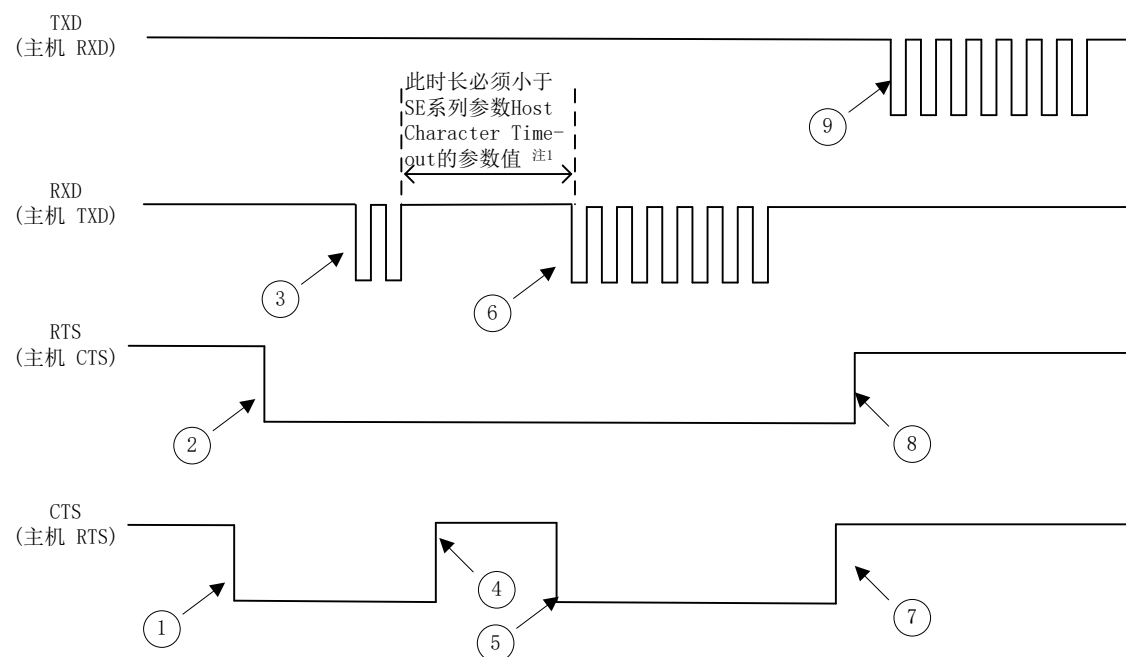 TXD
(主机 RXD)
此时长必须小于
SE系列参数Host
Character Time-
out的参数值 注1
9
RXD
(主机 TXD)
3
6
RTS
(主机 CTS)
2
8
CTS
(主机 RTS)
4
1
5
7